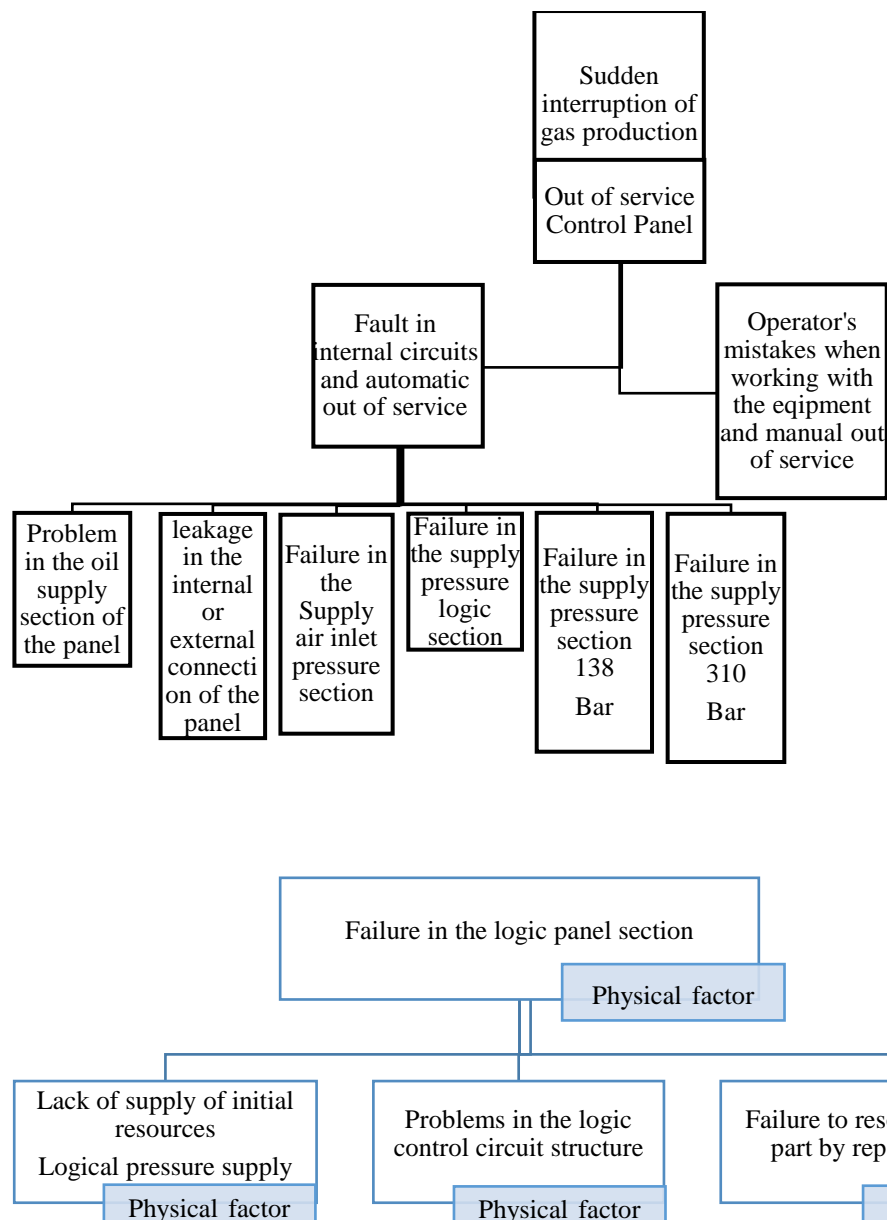 Sudden
interruption of
gas production
Out of service
Control Panel
Fault in
internal circuits
and automatic
out of service
Operator's
mistakes when
working with
the eqipment
and manual out
of service
Problem
in the oil
supply
section of
the panel
leakage
in the
internal
or
external
connecti
on of the
panel
Failure in
the
Supply
air inlet
pressure
section
Failure in
the supply
pressure
logic
section
Failure in
the supply
pressure
section
138
Bar
Failure in
the supply
pressure
section
310
Bar
Failure in the logic panel section
Physical factor
Lack of supply of initial
resources
Logical pressure supply
Physical factor
Problems in the logic
control circuit structure
Physical factor
Failure to
part by